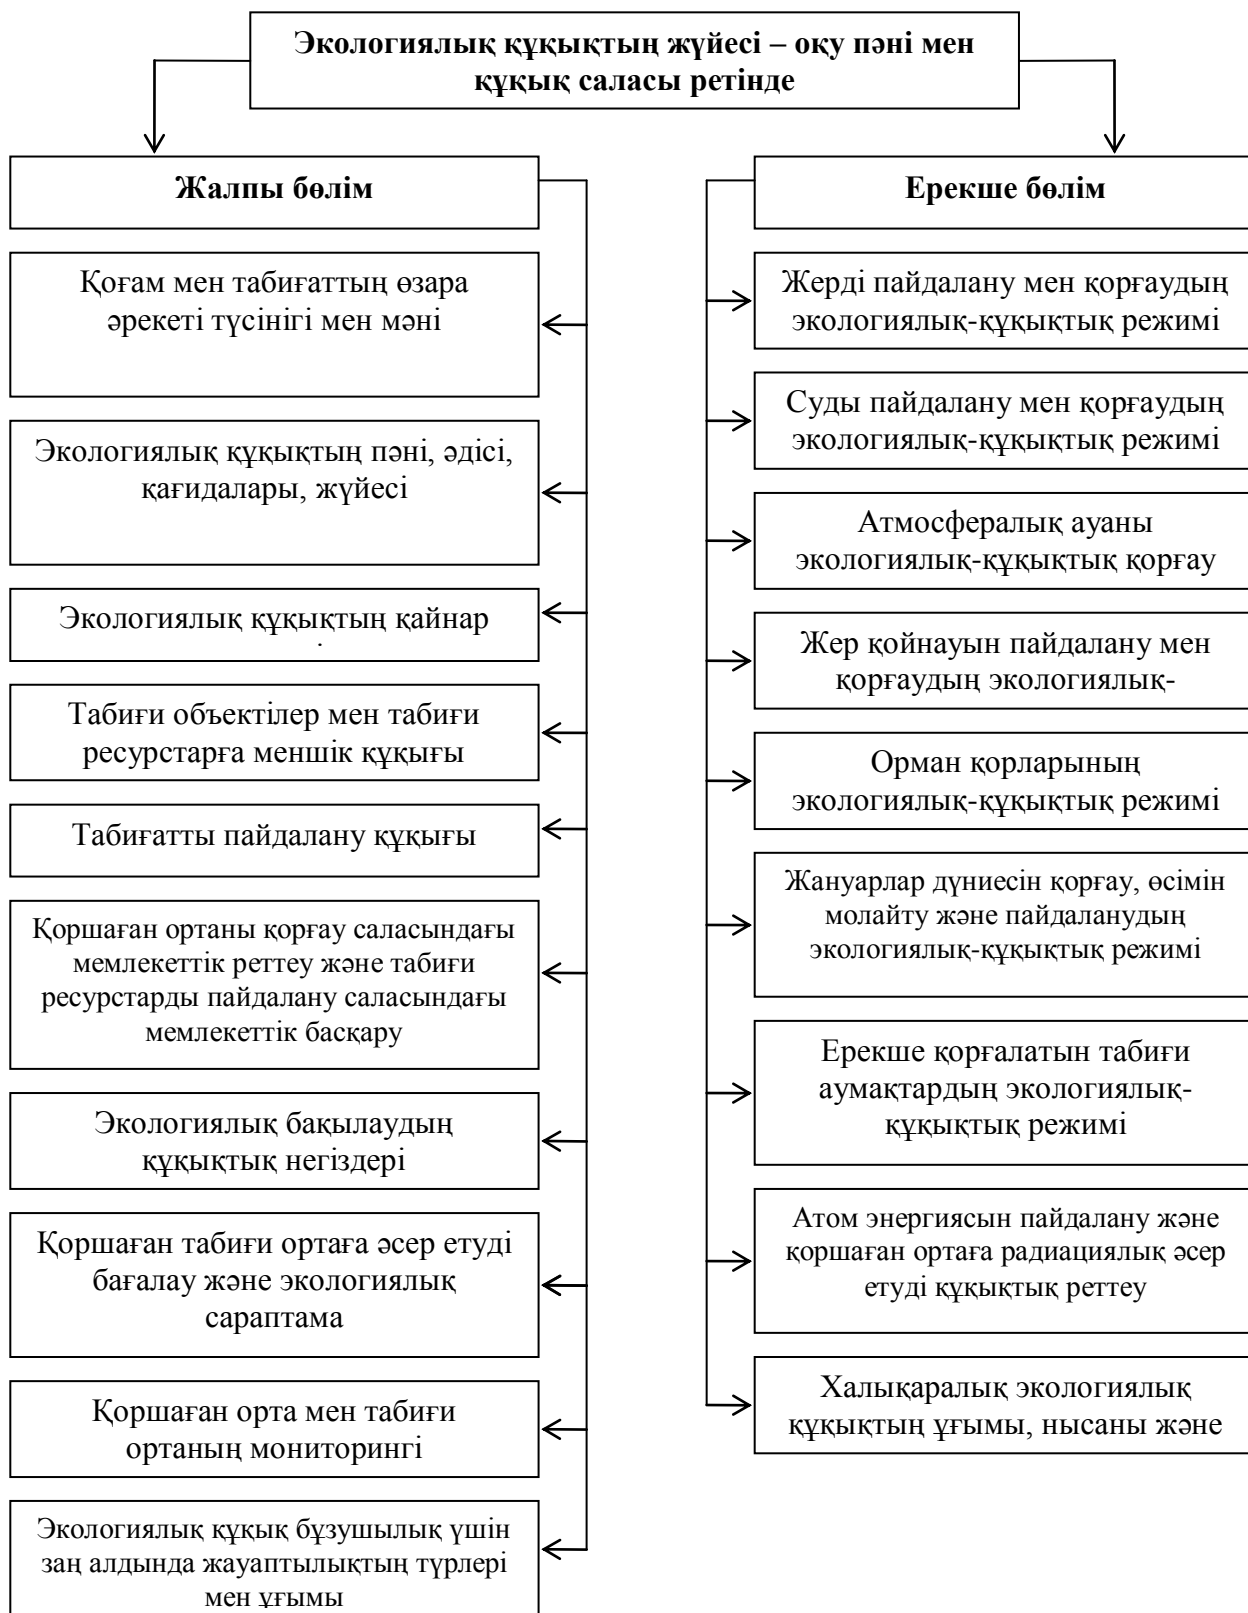 Экологиялық құқықтың жүйесі – оқу пәні мен
құқық саласы ретінде
Жалпы бөлім
Қоғам мен табиғаттың өзара
әрекеті түсінігі мен мәні
Экологиялық құқықтың пәні, әдісі,
қағидалары, жүйесі
Экологиялық құқықтың қайнар
Табиғи объектілер мен табиғи
ресурстарға меншік құқығы
Табиғатты пайдалану құқығы
Қоршаған ортаны қорғау саласындағы
мемлекеттік реттеу және табиғи
ресурстарды пайдалану саласындағы
мемлекеттік басқару
Экологиялық бақылаудың
құқықтық негіздері
Қоршаған табиғи ортаға әсер етуді
бағалау және экологиялық
сараптама
Қоршаған орта мен табиғи
ортаның мониторингі
Экологиялық құқық бұзушылық үшін
заң алдында жауаптылықтың түрлері
мен ұғымы
Ерекше бөлім
Жерді пайдалану мен қорғаудың
экологиялық-құқықтық режимі
Суды пайдалану мен қорғаудың
экологиялық-құқықтық режимі
Атмосфералық ауаны
экологиялық-құқықтық қорғау
Жер қойнауын пайдалану мен
қорғаудың экологиялық-
Орман қорларының
экологиялық-құқықтық режимі
Жануарлар дүниесін қорғау, өсімін
молайту және пайдаланудың
экологиялық-құқықтық режимі
Ерекше қорғалатын табиғи
аумақтардың экологиялық-
құқықтық режимі
Атом энергиясын пайдалану және
қоршаған ортаға радиациялық әсер
етуді құқықтық реттеу
Халықаралық экологиялық
құқықтың ұғымы, нысаны және